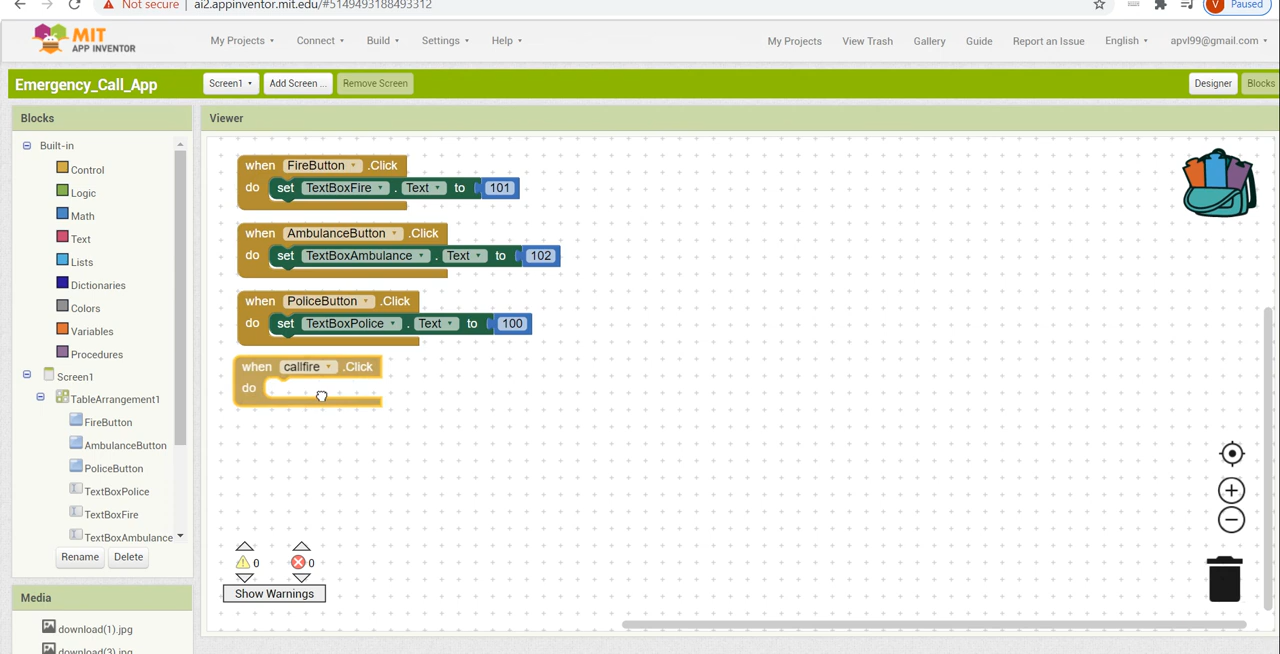 Not secure ai2.appinventor.mit.edu/#5149493188493312
V Paused
MIT
APP INVENTOR
My Projects Connect Build Settings Help
My Projects View Trash Gallery Guide Report an Issue English apvl99@gmail.com
Emergency_Call_App
Screen1 Add Screen ... Remove Screen
Designer Blocks
Blocks
Viewer
Built-in
Control
Logic
Math
Text
Lists
Dictionaries
Colors
Variables
Procedures
Screen1
TableArrangement1
FireButton
AmbulanceButton
PoliceButton
TextBoxPolice
TextBoxFire
TextBoxAmbulance
Rename Delete
Media
download(1).jpg
download(3).jpg
when FireButton .Click
do set TextBoxFire . Text to 101
when AmbulanceButton .Click
do set TextBoxAmbulance . Text to 102
when PoliceButton .Click
do set TextBoxPolice . Text to 100
when callfire .Click
do
0 0
Show Warnings